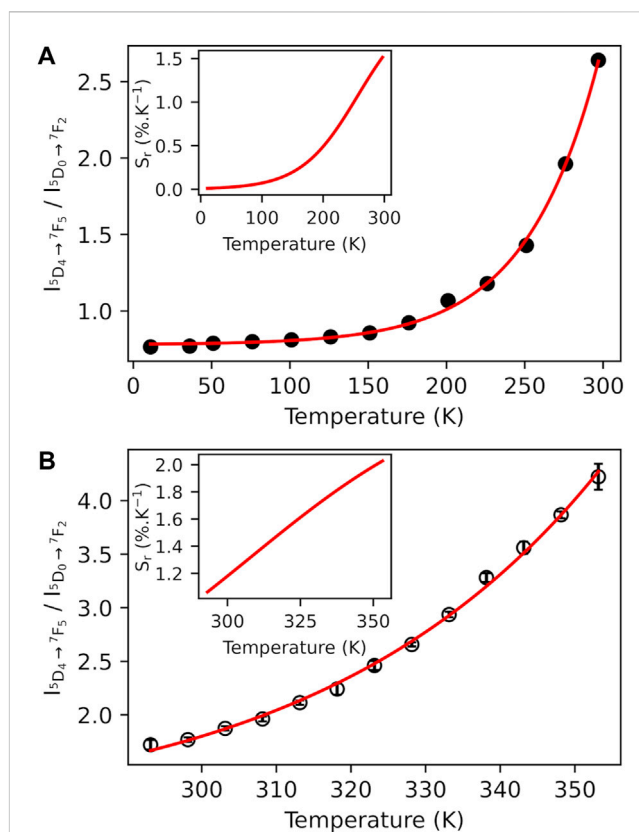 A
I⁵D₄→⁷F₅ / I⁵D₀→⁷F₂
2.5
2.0
1.5
1.0
Sᵣ (%.K⁻¹)
1.5
1.0
0.5
0.0
0 100 200 300
Temperature (K)
0 50 100 150 200 250 300
Temperature (K)
B
I⁵D₄→⁷F₅ / I⁵D₀→⁷F₂
4.0
3.5
3.0
2.5
2.0
Sᵣ (%.K⁻¹)
2.0
1.8
1.6
1.4
1.2
300 325 350
Temperature (K)
300 310 320 330 340 350
Temperature (K)